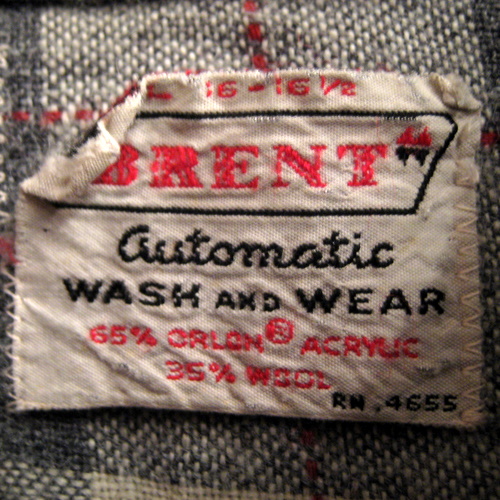 L 16-16½
BRENT
Automatic
WASH AND WEAR
65% ORLON® ACRYLIC
35% WOOL
RN. 4655